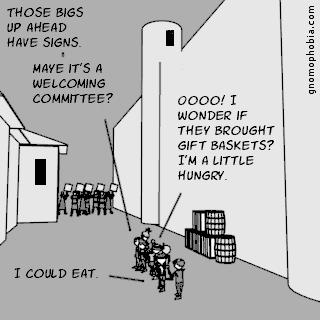 THOSE BIGS
UP AHEAD
HAVE SIGNS.
MAYE IT'S A
WELCOMING
COMMITTEE?
OOOO! I
WONDER IF
THEY BROUGHT
GIFT BASKETS?
I'M A LITTLE
HUNGRY.
I COULD EAT.
gnomophobia.com